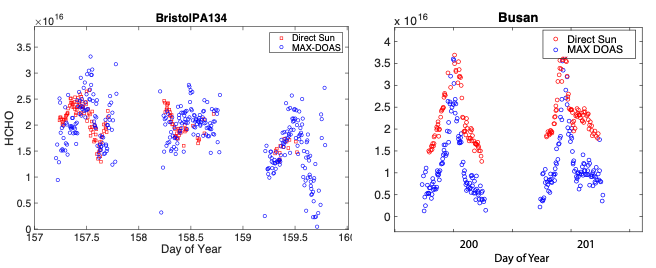 BristolPA134
×10^16
Direct Sun
MAX-DOAS
HCHO
3.5
3
2.5
2
1.5
1
0.5
0
157 157.5 158 158.5 159 159.5 160
Day of Year
Busan
x 10^16
Direct Sun
MAX DOAS
4
3.5
3
2.5
2
1.5
1
0.5
0
200 201
Day of Year